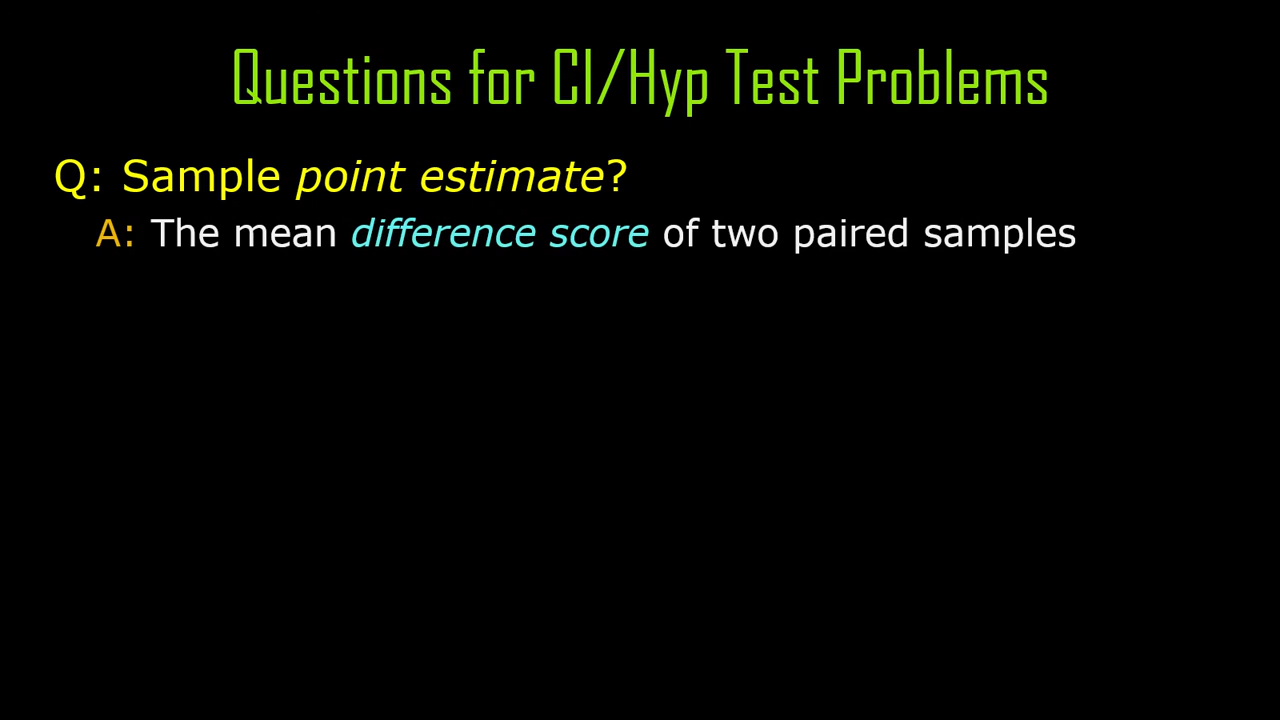 Questions for CI/Hyp Test Problems
Q: Sample point estimate?
A: The mean difference score of two paired samples